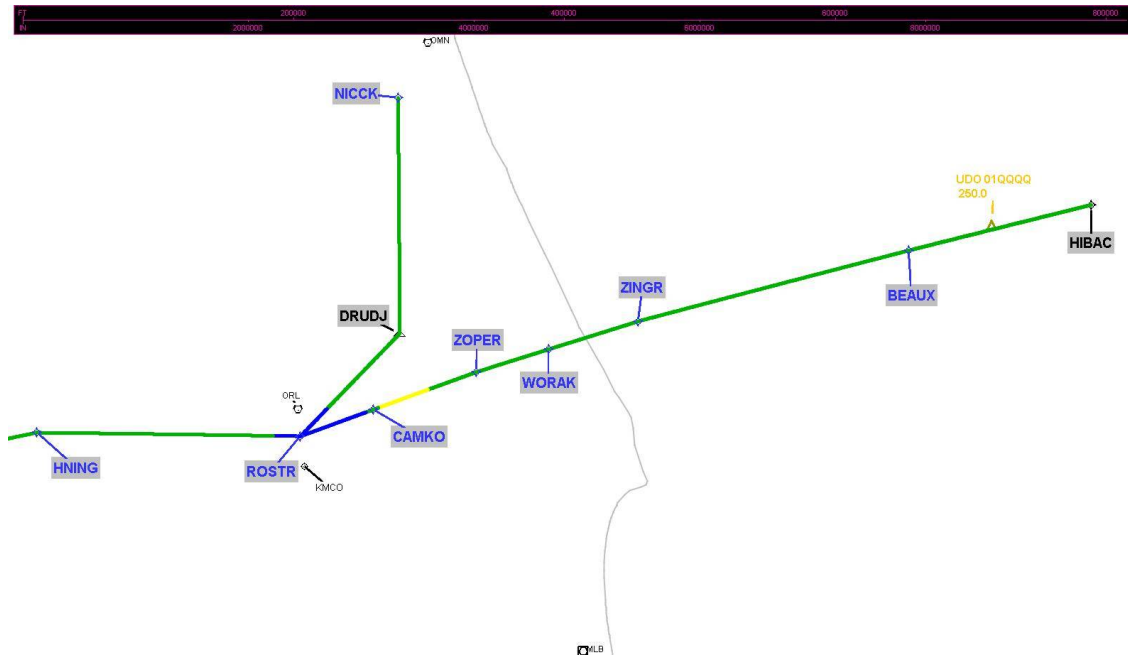 FT 200000 400000 600000 800000
IN 2000000 4000000 6000000 8000000
OMN
NICCK
UDO 01QQQQ
250.0
HIBAC
ZINGR
BEAUX
DRUDJ
ZOPER
WORAK
ORL
CAMKO
HNING
ROSTR
KMCO
MLB